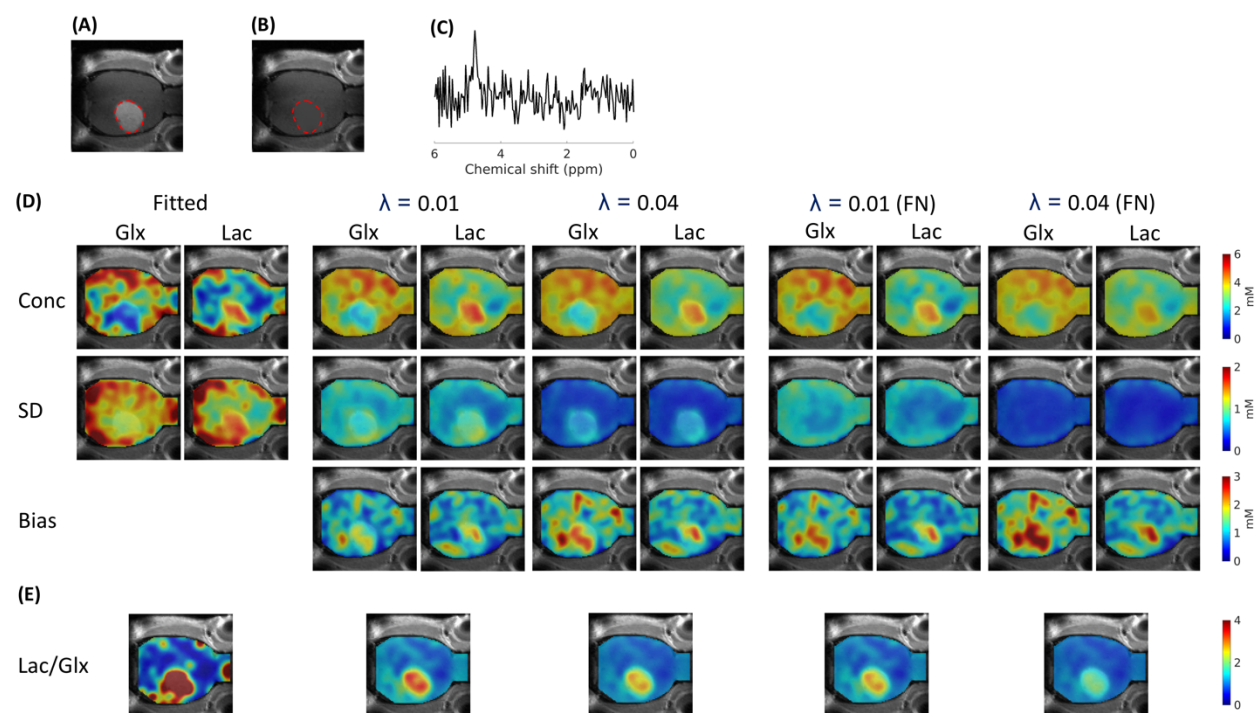 (A) (B) (C)
6 4 2 0
Chemical shift (ppm)
(D) Fitted λ = 0.01 λ = 0.04 λ = 0.01 (FN) λ = 0.04 (FN)
Glx Lac Glx Lac Glx Lac Glx Lac Glx Lac
Conc
6
4
2
0
mM
SD
2
1
0
mM
Bias
3
2
1
0
mM
(E)
Lac/Glx
4
2
0